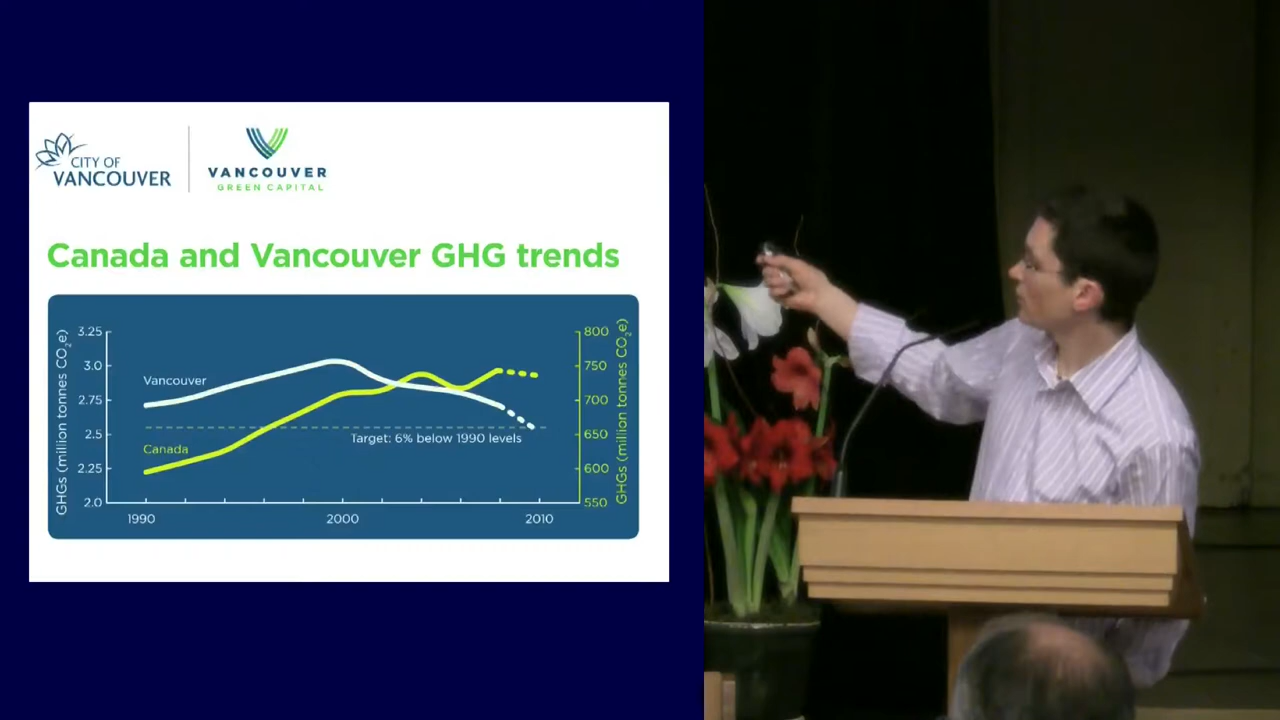 CITY OF
VANCOUVER
VANCOUVER
GREEN CAPITAL
Canada and Vancouver GHG trends
GHGs (million tonnes CO2e)
3.25
3.0
2.75
2.5
2.25
2.0
Vancouver
Canada
Target: 6% below 1990 levels
800
750
700
650
600
550
GHGs (million tonnes CO2e)
1990
2000
2010